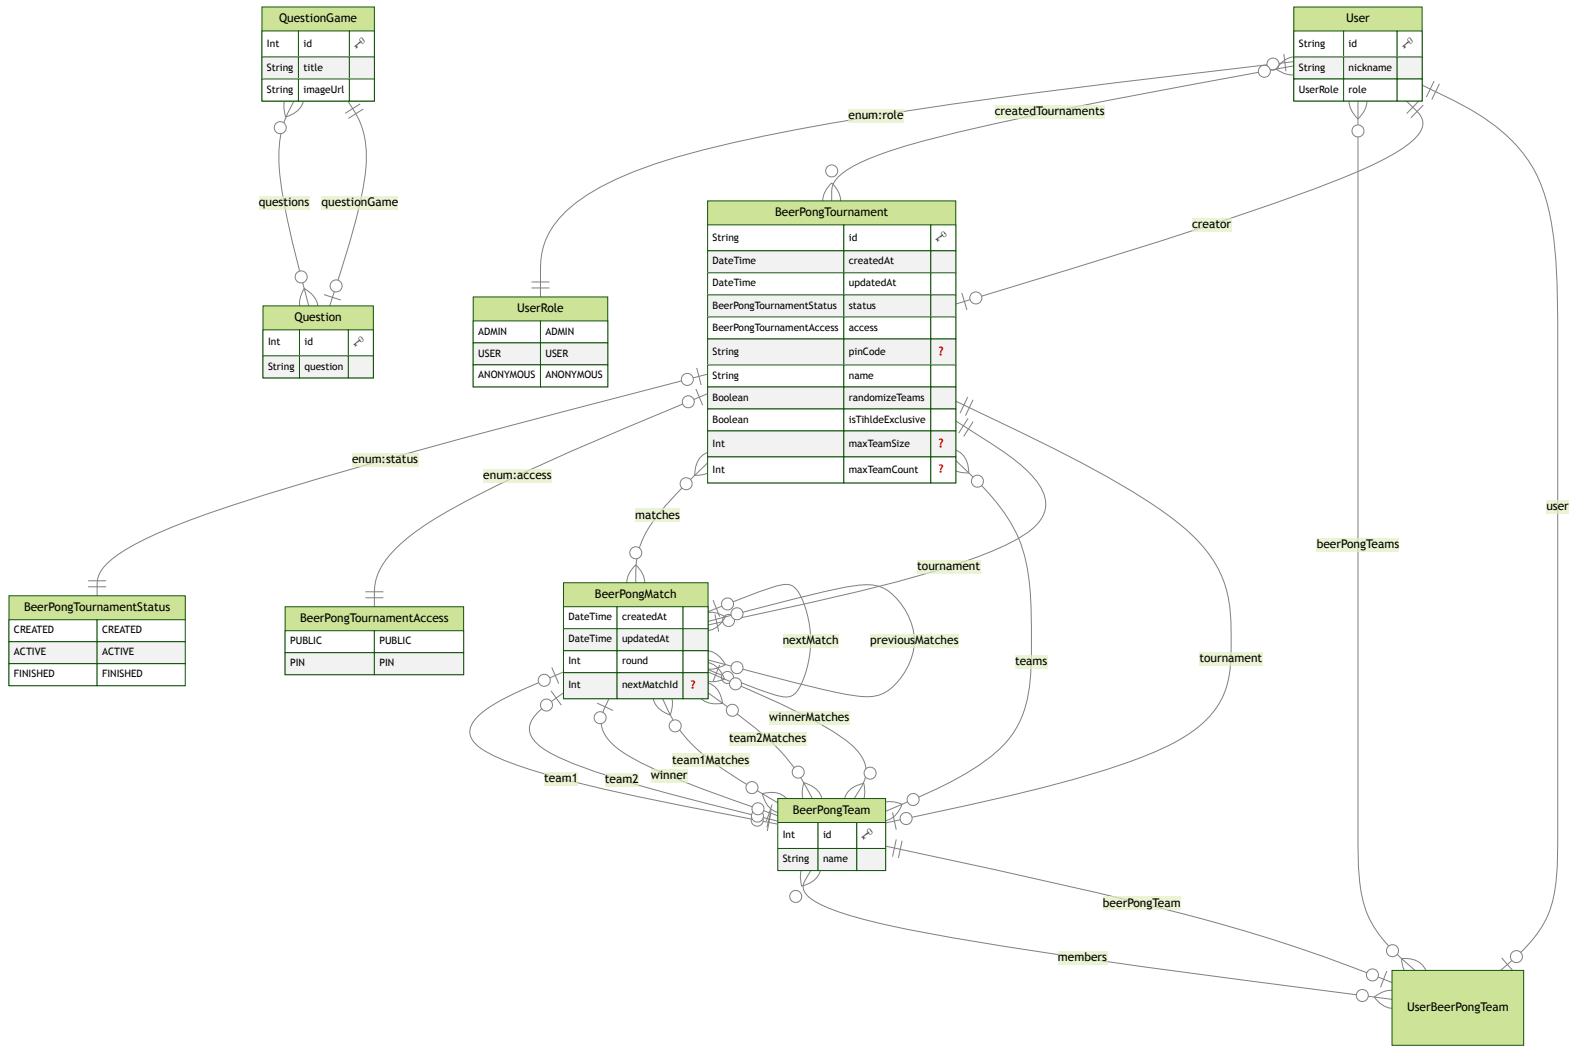 QuestionGame
Int id
String title
String imageUrl
User
String id
String nickname
UserRole role
enum:role
createdTournaments
questions
questionGame
creator
BeerPongTournament
String id
DateTime createdAt
DateTime updatedAt
BeerPongTournamentStatus status
BeerPongTournamentAccess access
String pinCode ?
String name
Boolean randomizeTeams
Boolean isTihldeExclusive
Int maxTeamSize ?
Int maxTeamCount ?
Question
Int id
String question
UserRole
ADMIN ADMIN
USER USER
ANONYMOUS ANONYMOUS
enum:status
enum:access
matches
user
beerPongTeams
tournament
BeerPongTournamentStatus
CREATED CREATED
ACTIVE ACTIVE
FINISHED FINISHED
BeerPongTournamentAccess
PUBLIC PUBLIC
PIN PIN
BeerPongMatch
DateTime createdAt
DateTime updatedAt
Int round
Int nextMatchId ?
nextMatch
previousMatches
teams
tournament
winnerMatches
team2Matches
team1Matches
winner
team2
team1
BeerPongTeam
Int id
String name
beerPongTeam
members
UserBeerPongTeam